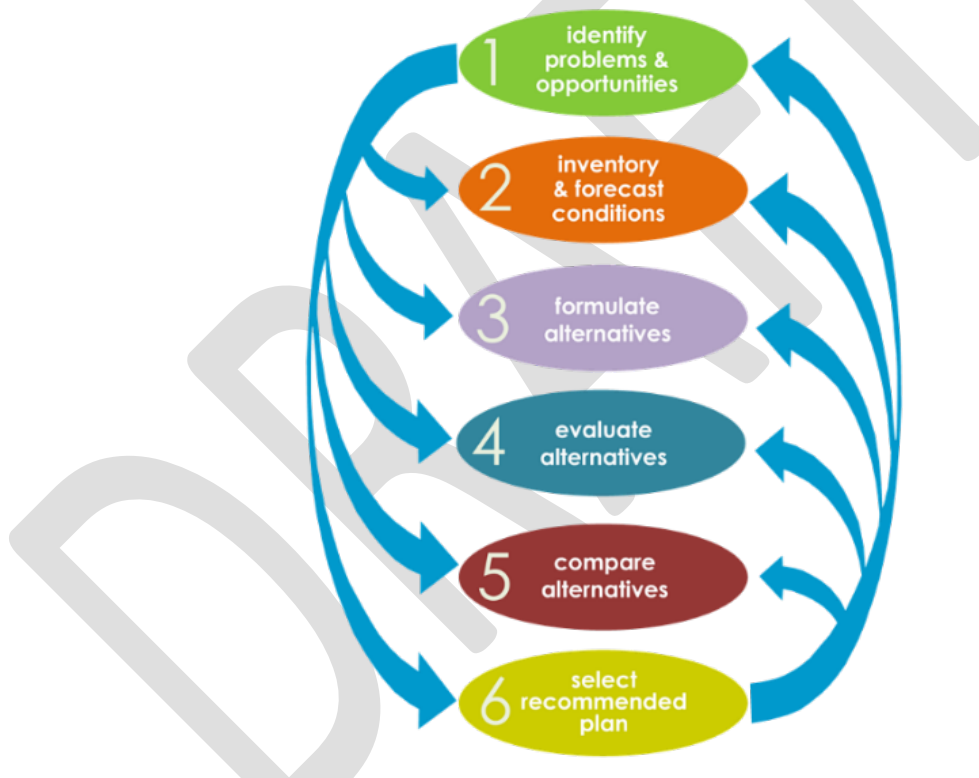 1
identify
problems &
opportunities
2
inventory
& forecast
conditions
3
formulate
alternatives
4
evaluate
alternatives
5
compare
alternatives
6
select
recommended
plan
DRAFT